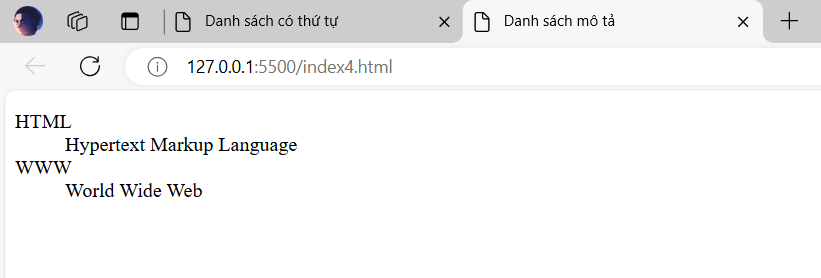 Danh sách có thứ tự
Danh sách mô tả
127.0.0.1:5500/index4.html
HTML
Hypertext Markup Language
WWW
World Wide Web